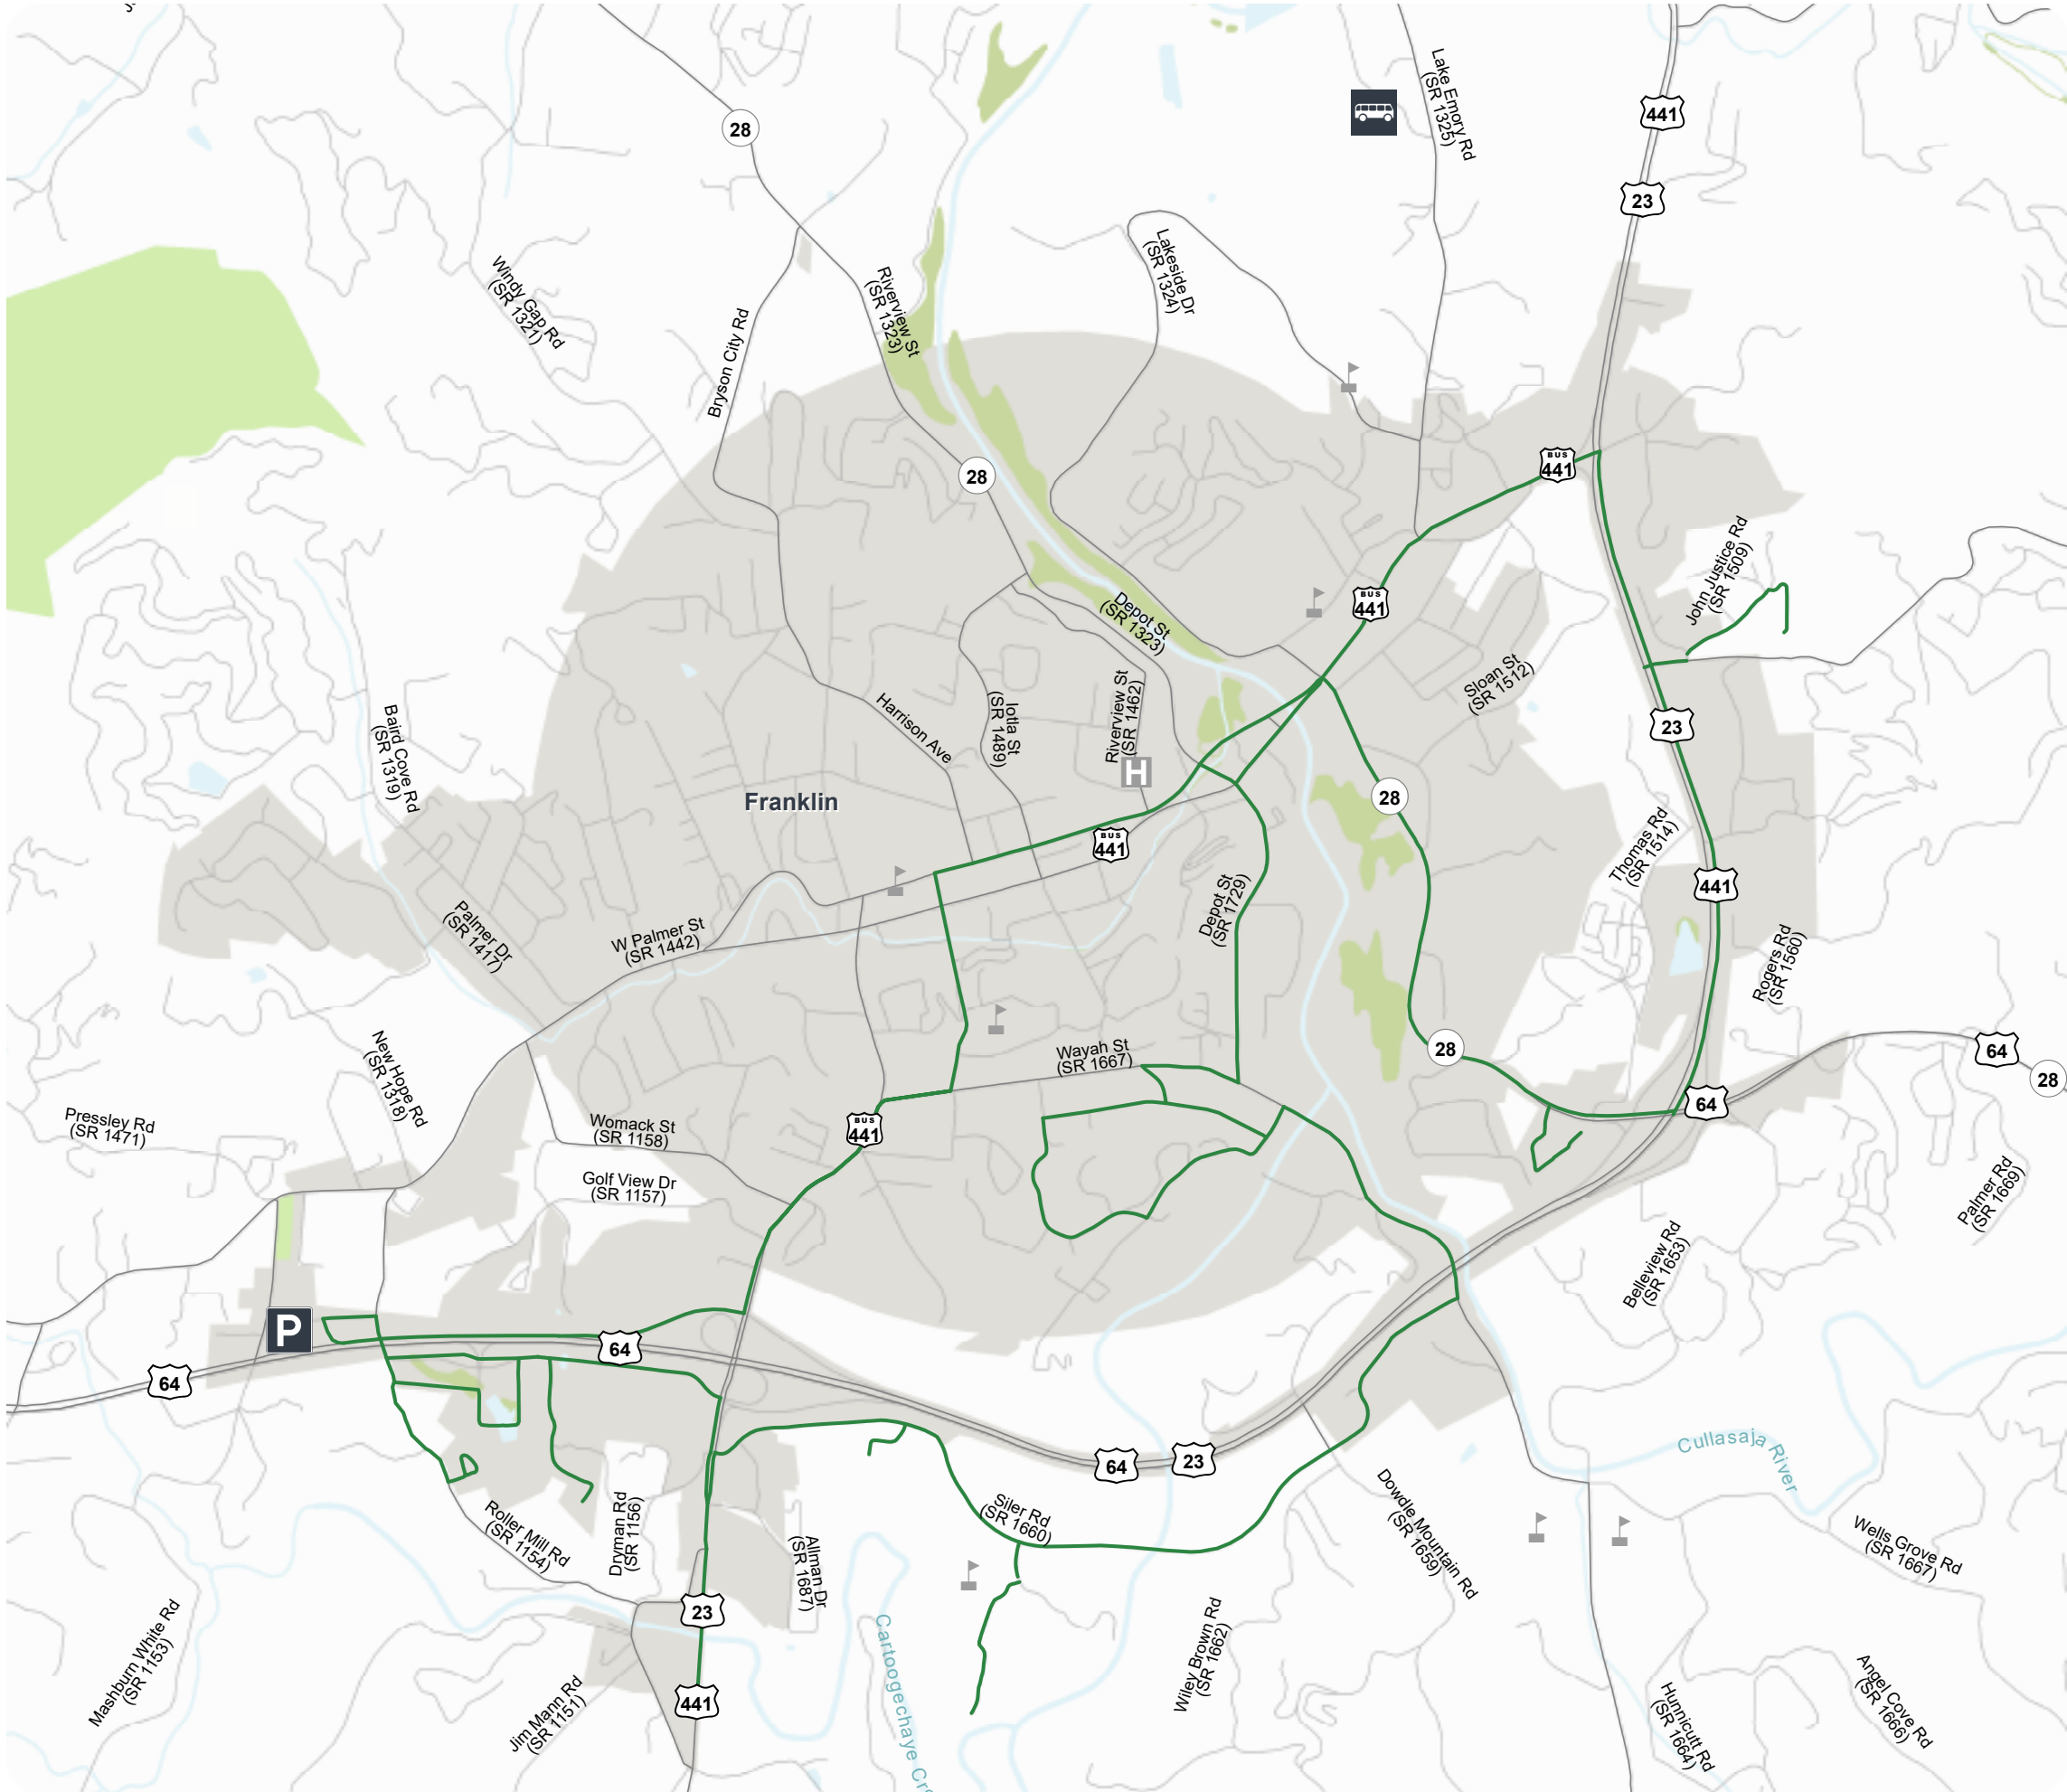 28
Lake Emory Rd
(SR 1325)
441
23
Windy Gap Rd
(SR 1321)
Riverview St
(SR 1323)
Lakeside Dr
(SR 1324)
Bryson City Rd
28
BUS
441
John Justice Rd
(SR 1509)
Depot St
(SR 1323)
BUS
441
Sloan St
(SR 1512)
Riverview St
(SR 1462)
Iotla St
(SR 1489)
Harrison Ave
Baird Cove Rd
(SR 1319)
23
H
Franklin
28
BUS
441
Thomas Rd
(SR 1514)
441
Palmer Dr
(SR 1417)
W Palmer St
(SR 1442)
Depot St
(SR 1729)
Rogers Rd
(SR 1560)
New Hope Rd
(SR 1318)
Wayah St
(SR 1667)
28
64
28
64
Pressley Rd
(SR 1471)
Womack St
(SR 1158)
BUS
441
Golf View Dr
(SR 1157)
Palmer Rd
(SR 1669)
Belleview Rd
(SR 1653)
P
64
64
64
23
Cullasaja River
Roller Mill Rd
(SR 1154)
Dryman Rd
(SR 1156)
Siler Rd
(SR 1660)
Dowdle Mountain Rd
(SR 1659)
Wells Grove Rd
(SR 1667)
Allman Dr
(SR 1687)
23
Mashburn White Rd
(SR 1153)
Cartoogechaye Cre
Wiley Brown Rd
(SR 1662)
441
Jim Mann Rd
(SR 1151)
Hunnicutt Rd
(SR 1664)
Angel Cove Rd
(SR 1666)